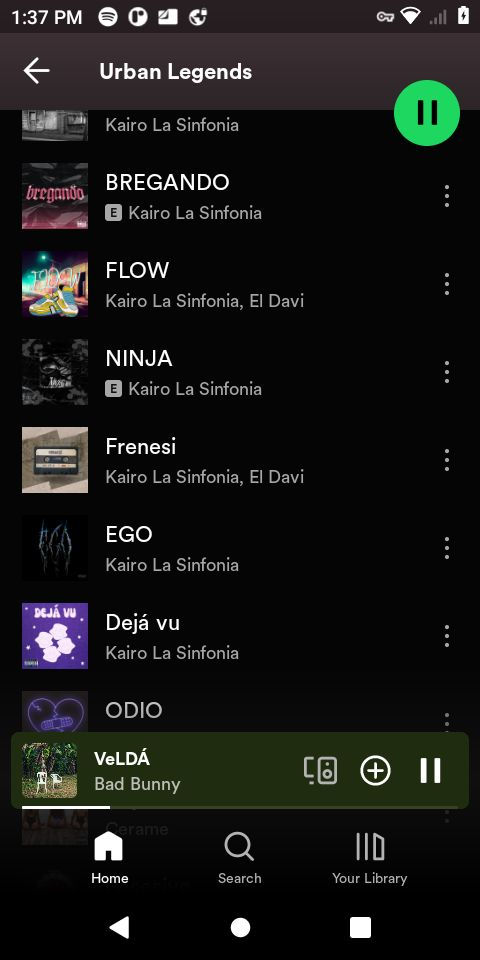 1:37 PM
Urban Legends
Kairo La Sinfonia
bregando
BREGANDO
E Kairo La Sinfonia
FLOW
FLOW
Kairo La Sinfonia, El Davi
NINJA
E Kairo La Sinfonia
Frenesi
Kairo La Sinfonia, El Davi
EGO
Kairo La Sinfonia
DEJÁ VU
Dejá vu
Kairo La Sinfonia
ODIO
VeLDÁ
Bad Bunny
Cerame
Home
Search
Your Library